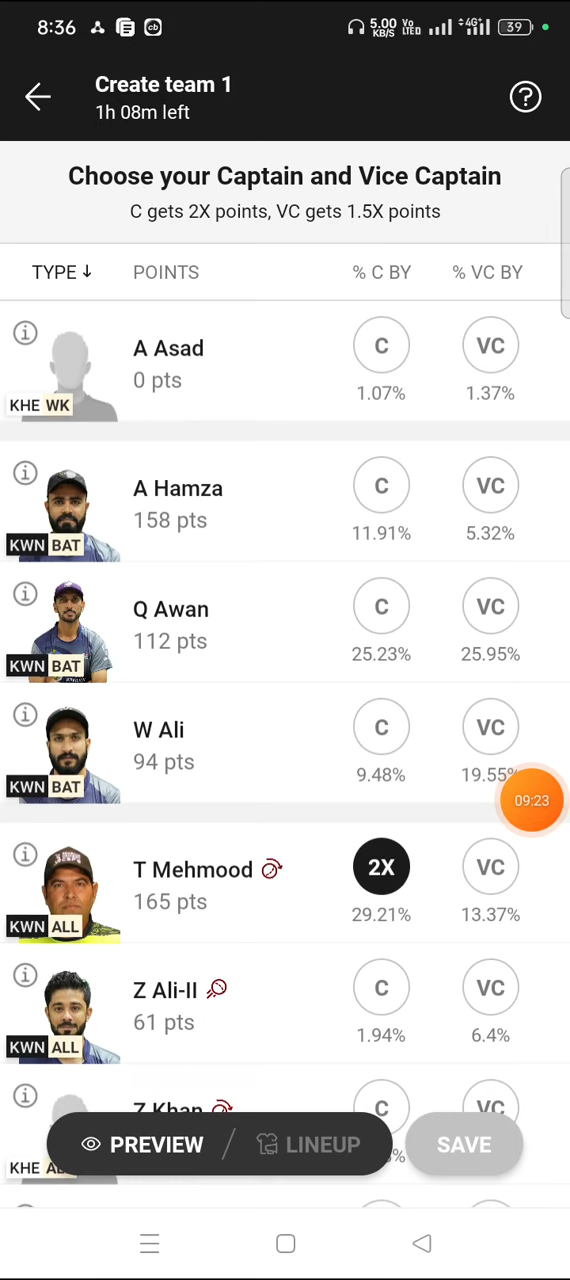 8:36
5.00 KB/S
Vo LTED
4G
39
Create team 1
1h 08m left
Choose your Captain and Vice Captain
C gets 2X points, VC gets 1.5X points
TYPE ↓ POINTS % C BY % VC BY
A Asad C VC
0 pts 1.07% 1.37%
KHE WK
A Hamza C VC
158 pts 11.91% 5.32%
KWN BAT
Q Awan C VC
112 pts 25.23% 25.95%
KWN BAT
W Ali C VC
94 pts 9.48% 19.55%
KWN BAT
09:23
T Mehmood 2X VC
165 pts 29.21% 13.37%
KWN ALL
Z Ali-II C VC
61 pts 1.94% 6.4%
KWN ALL
Z Khan C VC
PREVIEW / LINEUP SAVE
KHE